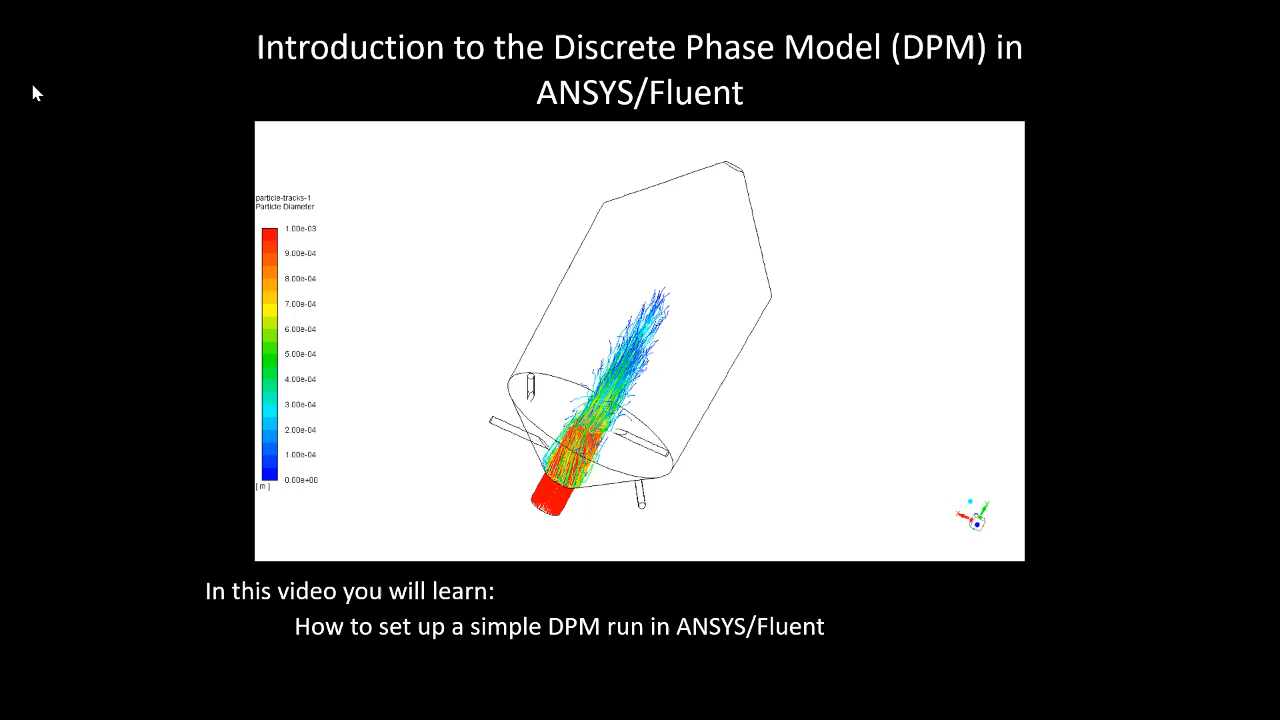 Introduction to the Discrete Phase Model (DPM) in
ANSYS/Fluent
particle-tracks-1
Particle Diameter
1.00e-03
9.00e-04
8.00e-04
7.00e-04
6.00e-04
5.00e-04
4.00e-04
3.00e-04
2.00e-04
1.00e-04
0.00e+00
[ m ]
X
Y
In this video you will learn:
How to set up a simple DPM run in ANSYS/Fluent